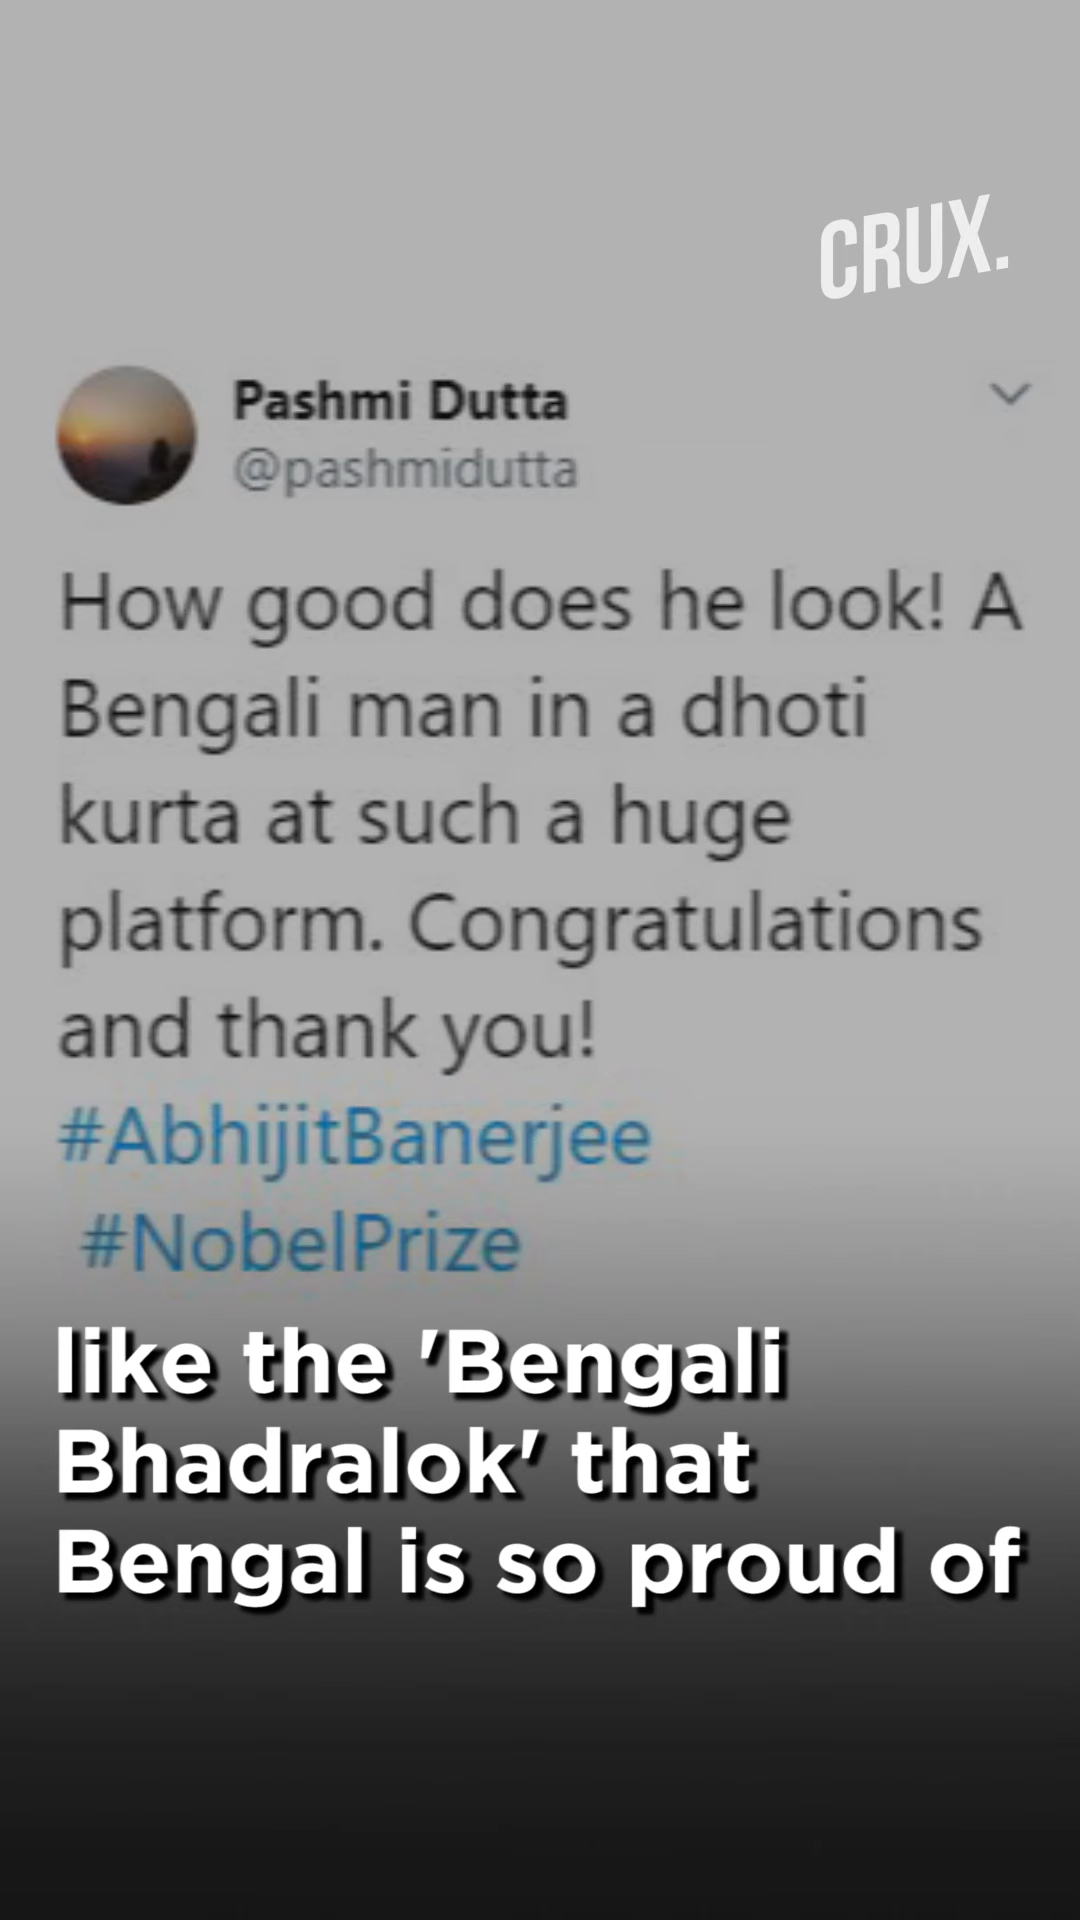 CRUX.
Pashmi Dutta
@pashmidutta
How good does he look! A
Bengali man in a dhoti
kurta at such a huge
platform. Congratulations
and thank you!
#AbhijitBanerjee
#NobelPrize
like the 'Bengali
Bhadralok' that
Bengal is so proud of